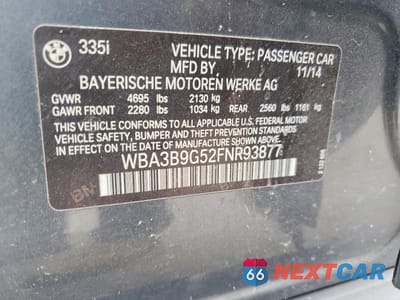 335i
VEHICLE TYPE: PASSENGER CAR
MFD BY 11/14
BAYERISCHE MOTOREN WERKE AG
GVWR 4695 lbs 2130 kg
GAWR FRONT 2280 lbs 1034 kg FNR 2560 lbs 1161 kg
THIS VEHICLE CONFORMS TO ALL APPLICABLE FEDERAL MOTOR
VEHICLE SAFETY, BUMPER, AND THEFT PREVENTION STANDARDS
IN EFFECT ON THE DATE OF MANUFACTURE SHOWN ABOVE.
WBA3B9G52FNR93877
66 NEXTCAR